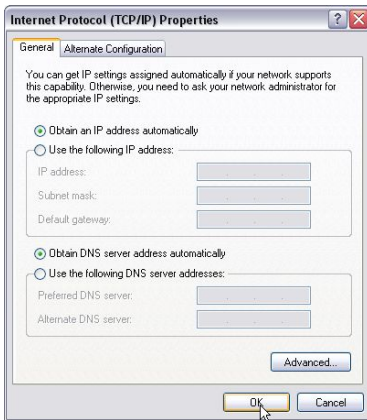 Internet Protocol (TCP/IP) Properties
General
Alternate Configuration
You can get IP settings assigned automatically if your network supports
this capability. Otherwise, you need to ask your network administrator for
the appropriate IP settings.
Obtain an IP address automatically
Use the following IP address:
IP address:
Subnet mask:
Default gateway:
Obtain DNS server address automatically
Use the following DNS server addresses:
Preferred DNS server:
Alternate DNS server:
Advanced...
OK
Cancel